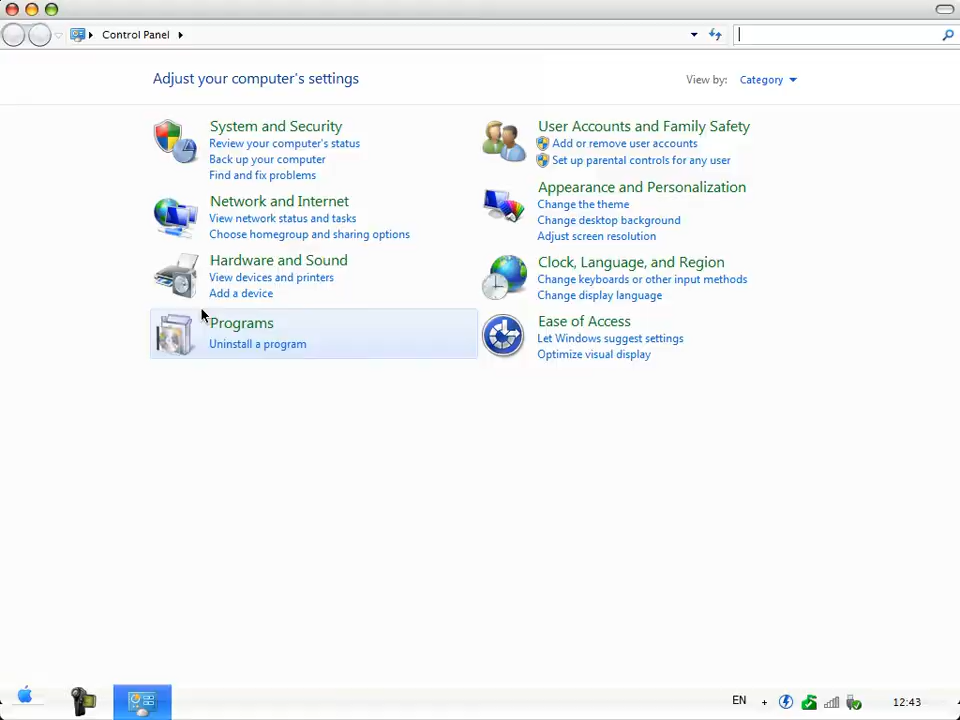 Control Panel
Adjust your computer's settings
View by: Category
System and Security
Review your computer's status
Back up your computer
Find and fix problems
Network and Internet
View network status and tasks
Choose homegroup and sharing options
Hardware and Sound
View devices and printers
Add a device
Programs
Uninstall a program
User Accounts and Family Safety
Add or remove user accounts
Set up parental controls for any user
Appearance and Personalization
Change the theme
Change desktop background
Adjust screen resolution
Clock, Language, and Region
Change keyboards or other input methods
Change display language
Ease of Access
Let Windows suggest settings
Optimize visual display
EN
12:43